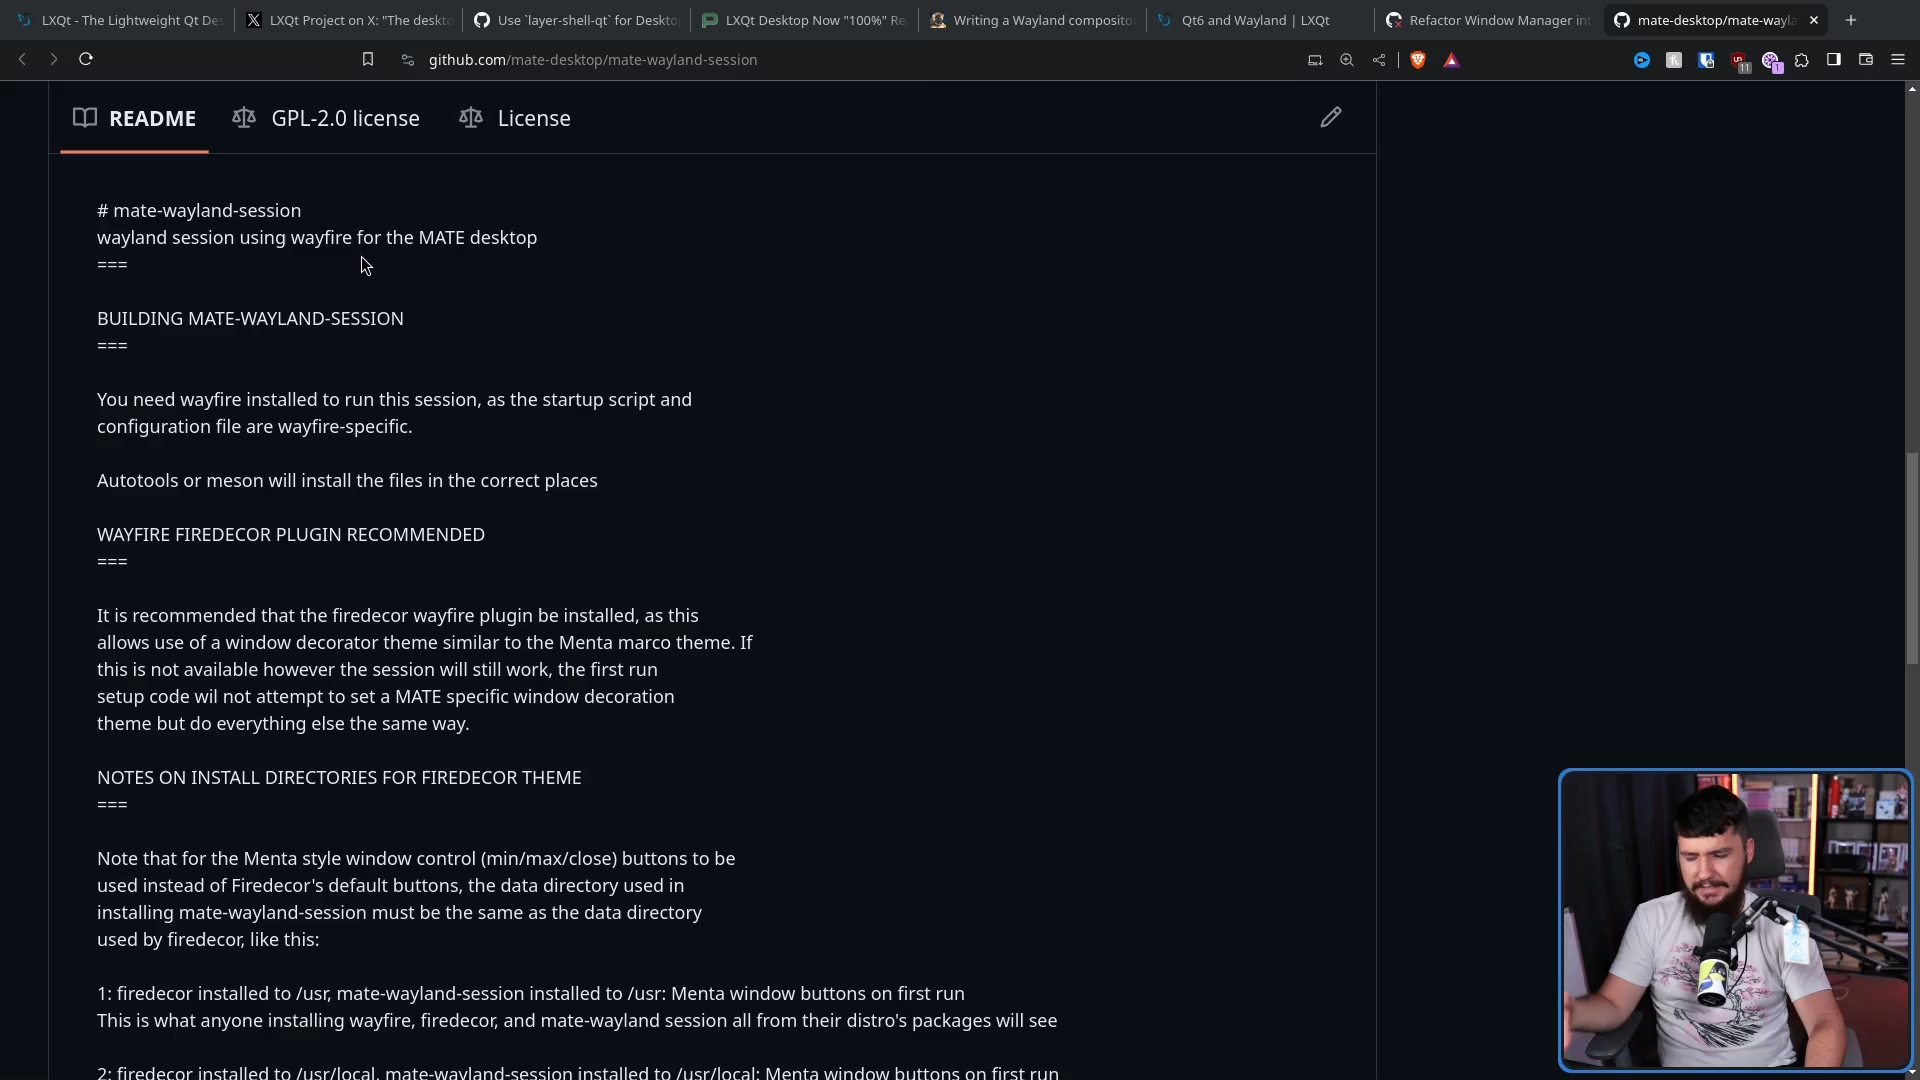 LXQt - The Lightweight Qt Des
LXQt Project on X: "The deskto
Use `layer-shell-qt` for Deskto
LXQt Desktop Now "100%" Re
Writing a Wayland composito
Qt6 and Wayland | LXQt
Refactor Window Manager int
mate-desktop/mate-wayla
github.com/mate-desktop/mate-wayland-session
11
1
README
GPL-2.0 license
License
# mate-wayland-session
wayland session using wayfire for the MATE desktop
===
BUILDING MATE-WAYLAND-SESSION
===
You need wayfire installed to run this session, as the startup script and
configuration file are wayfire-specific.
Autotools or meson will install the files in the correct places
WAYFIRE FIREDECOR PLUGIN RECOMMENDED
===
It is recommended that the firedecor wayfire plugin be installed, as this
allows use of a window decorator theme similar to the Menta marco theme. If
this is not available however the session will still work, the first run
setup code wil not attempt to set a MATE specific window decoration
theme but do everything else the same way.
NOTES ON INSTALL DIRECTORIES FOR FIREDECOR THEME
===
Note that for the Menta style window control (min/max/close) buttons to be
used instead of Firedecor's default buttons, the data directory used in
installing mate-wayland-session must be the same as the data directory
used by firedecor, like this:
1: firedecor installed to /usr, mate-wayland-session installed to /usr: Menta window buttons on first run
This is what anyone installing wayfire, firedecor, and mate-wayland session all from their distro's packages will see
2: firedecor installed to /usr/local, mate-wayland-session installed to /usr/local: Menta window buttons on first run